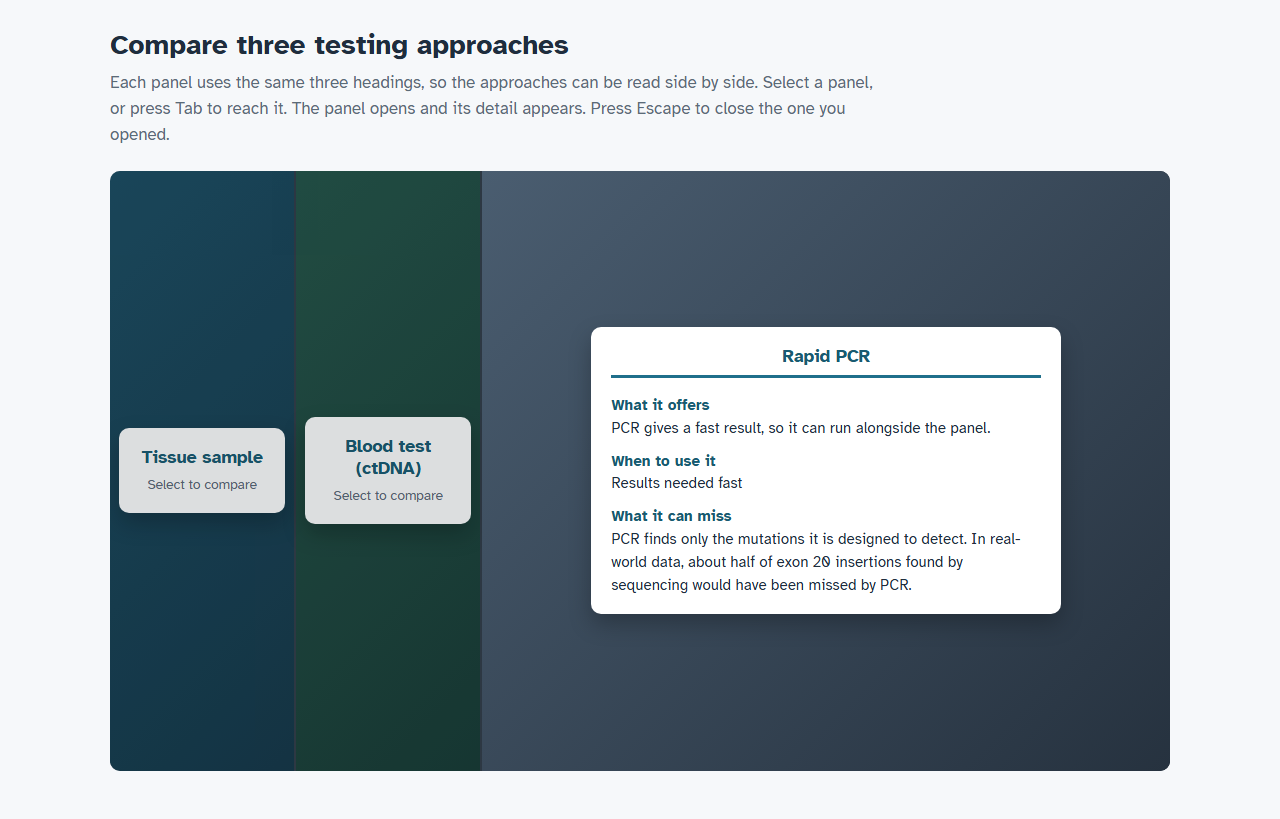 Compare three testing approaches
Each panel uses the same three headings, so the approaches can be read side by side. Select a panel,
or press Tab to reach it. The panel opens and its detail appears. Press Escape to close the one you
opened.
Tissue sample
Select to compare
Blood test
(ctDNA)
Select to compare
Rapid PCR
What it offers
PCR gives a fast result, so it can run alongside the panel.
When to use it
Results needed fast
What it can miss
PCR finds only the mutations it is designed to detect. In real-
world data, about half of exon 20 insertions found by
sequencing would have been missed by PCR.